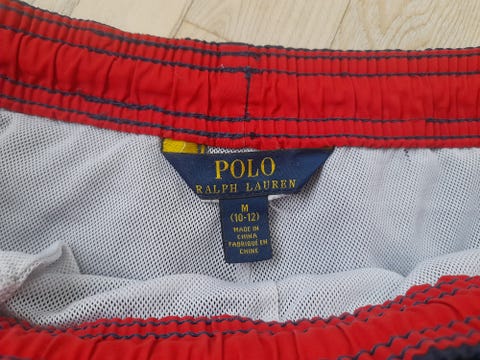 POLO
RALPH LAUREN
M
(10-12)
MADE IN
CHINA
FABRIQUÉ EN
CHINE